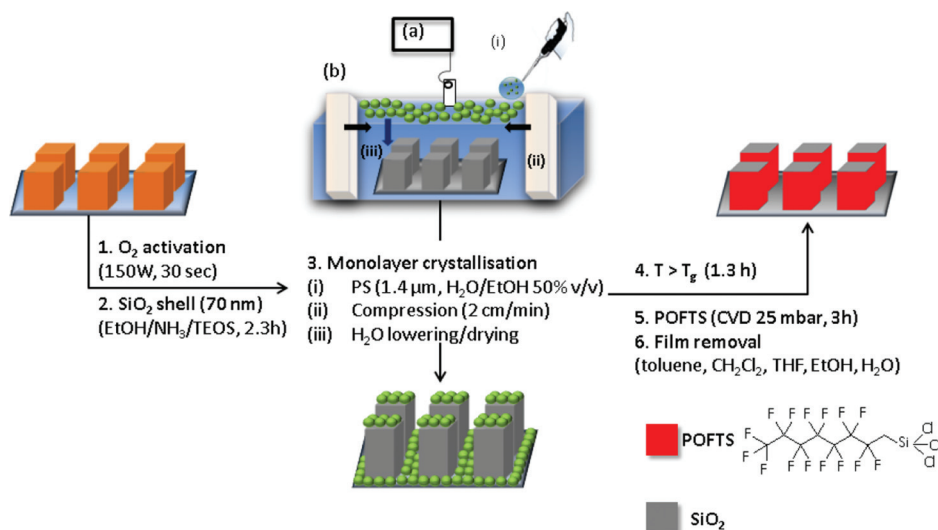 (a)
(i)
(b)
(iii)
(ii)
1. O₂ activation
(150W, 30 sec)
2. SiO₂ shell (70 nm)
(EtOH/NH₃/TEOS, 2.3h)
3. Monolayer crystallisation
(i) PS (1.4 μm, H₂O/EtOH 50% v/v)
(ii) Compression (2 cm/min)
(iii) H₂O lowering/drying
4. T > Tg (1.3 h)
5. POFTS (CVD 25 mbar, 3h)
6. Film removal
(toluene, CH₂Cl₂, THF, EtOH, H₂O)
POFTS
F F F F F F
F Si Cl
F Cl
F F F F F F F Cl
SiO₂